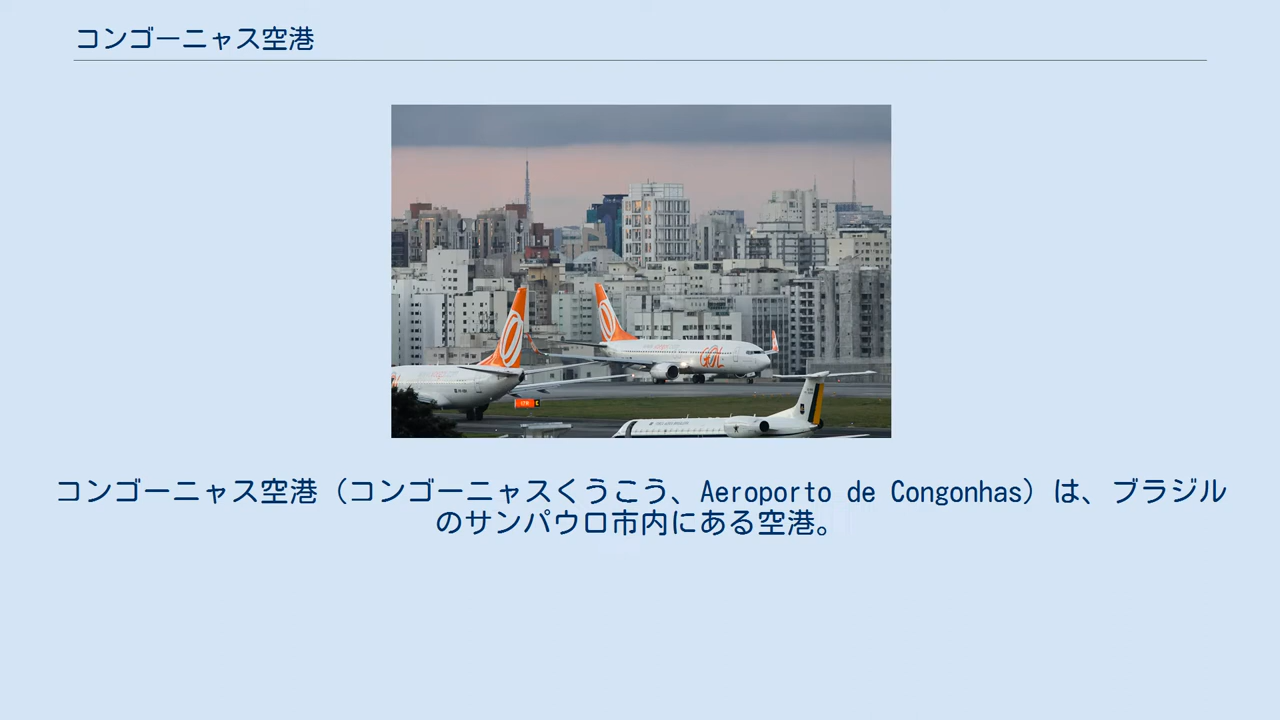 コンゴーニャス空港
GOL
コンゴーニャス空港（コンゴーニャスくうこう、Aeroporto de Congonhas）は、ブラジル
のサンパウロ市内にある空港。